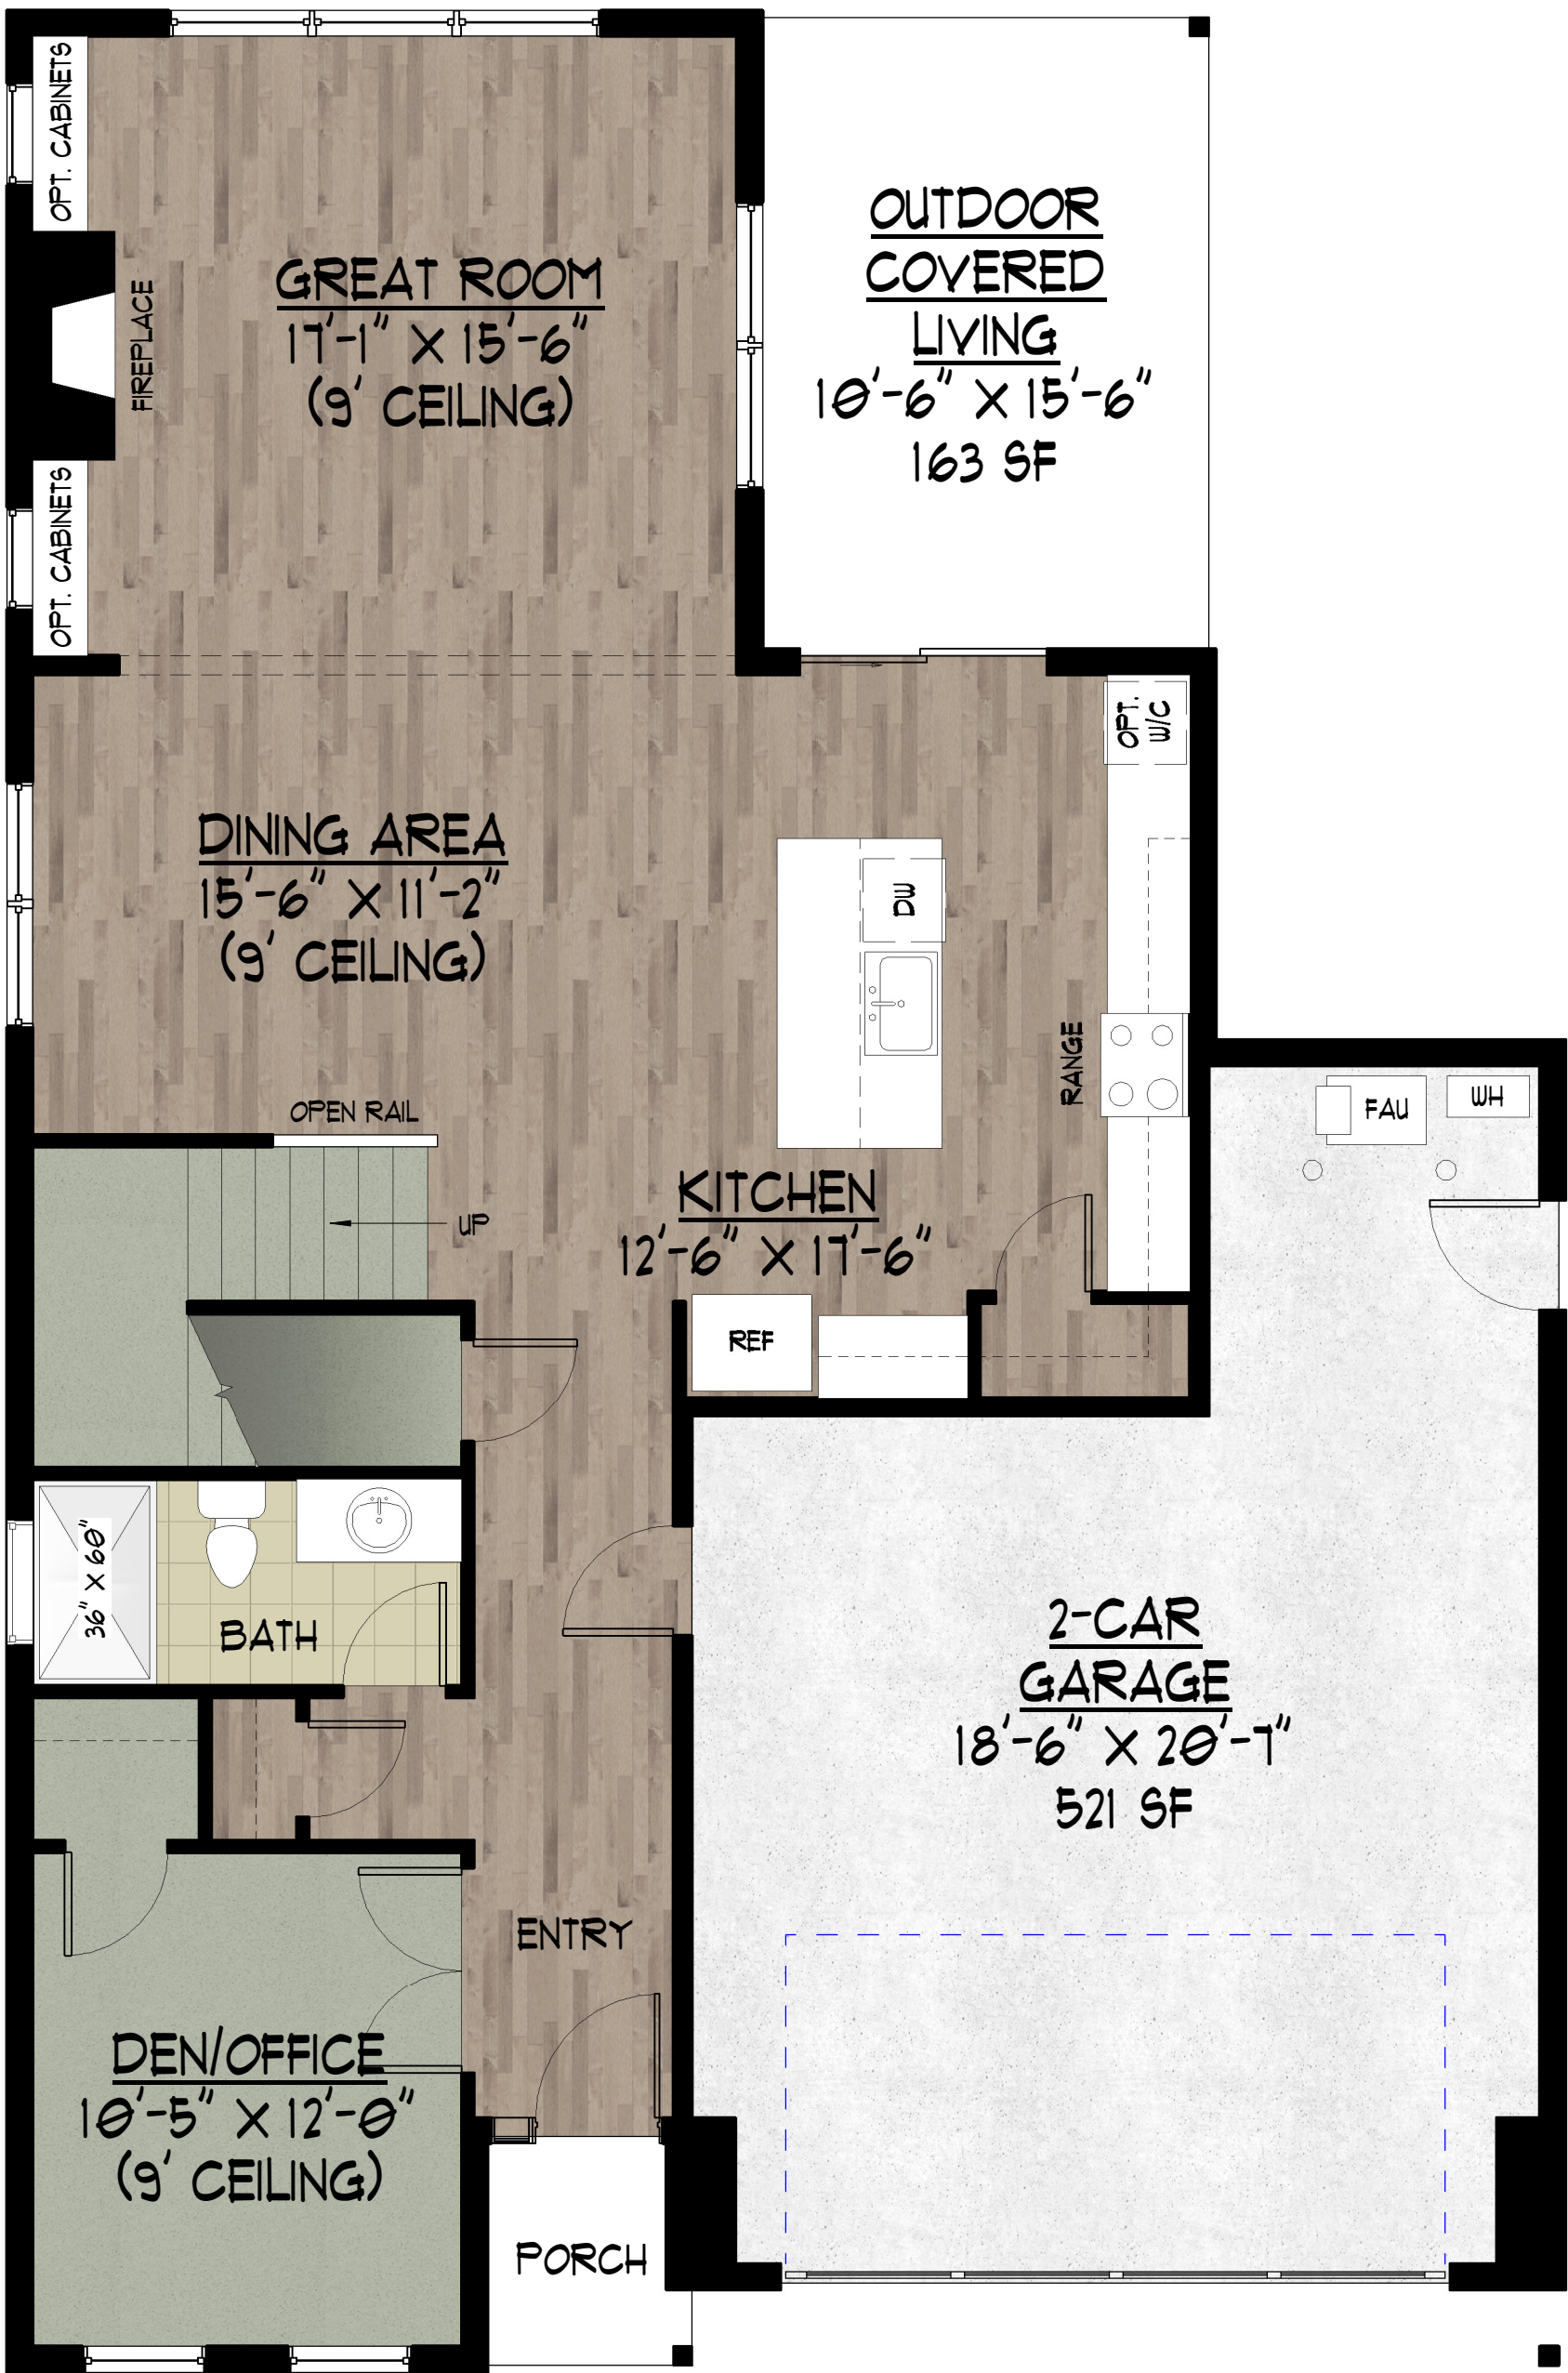 OPT. CABINETS
FIREPLACE
OPT. CABINETS
GREAT ROOM
17'-1" X 15'-6"
(9' CEILING)
OUTDOOR
COVERED
LIVING
10'-6" X 15'-6"
163 SF
OPT.
W/C
DINING AREA
15'-6" X 11'-2"
(9' CEILING)
DW
RANGE
OPEN RAIL
FAU
WH
UP
KITCHEN
12'-6" X 17'-6"
REF
36" X 60"
BATH
2-CAR
GARAGE
18'-6" X 20'-7"
521 SF
ENTRY
DEN/OFFICE
10'-5" X 12'-0"
(9' CEILING)
PORCH